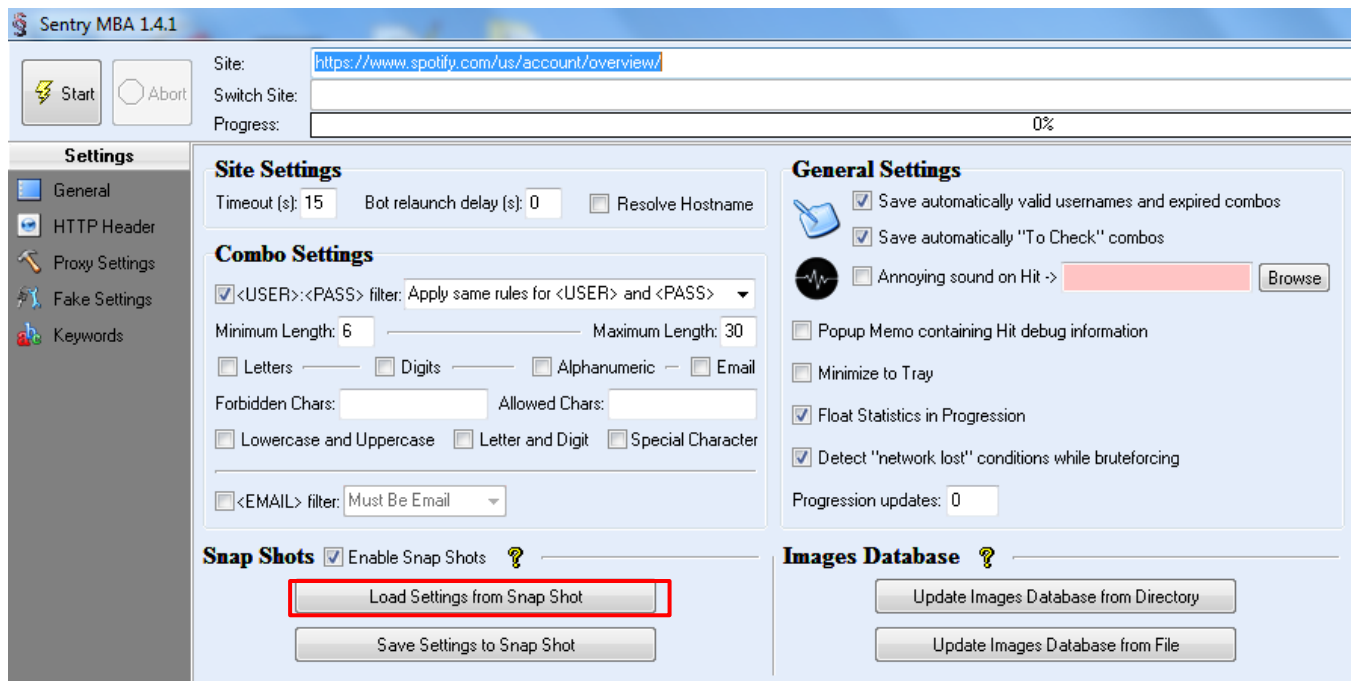 Sentry MBA 1.4.1
Start
Abort
Site: https://www.spotify.com/us/account/overview/
Switch Site:
Progress: 0%
Settings
General
HTTP Header
Proxy Settings
Fake Settings
Keywords
Site Settings
Timeout (s): 15 Bot relaunch delay (s): 0 Resolve Hostname
Combo Settings
<USER>:<PASS> filter: Apply same rules for <USER> and <PASS>
Minimum Length: 6 Maximum Length: 30
Letters Digits Alphanumeric Email
Forbidden Chars: Allowed Chars:
Lowercase and Uppercase Letter and Digit Special Character
<EMAIL> filter: Must Be Email
Snap Shots Enable Snap Shots ?
Load Settings from Snap Shot
Save Settings to Snap Shot
General Settings
Save automatically valid usernames and expired combos
Save automatically "To Check" combos
Annoying sound on Hit -> Browse
Popup Memo containing Hit debug information
Minimize to Tray
Float Statistics in Progression
Detect "network lost" conditions while bruteforcing
Progression updates: 0
Images Database ?
Update Images Database from Directory
Update Images Database from File